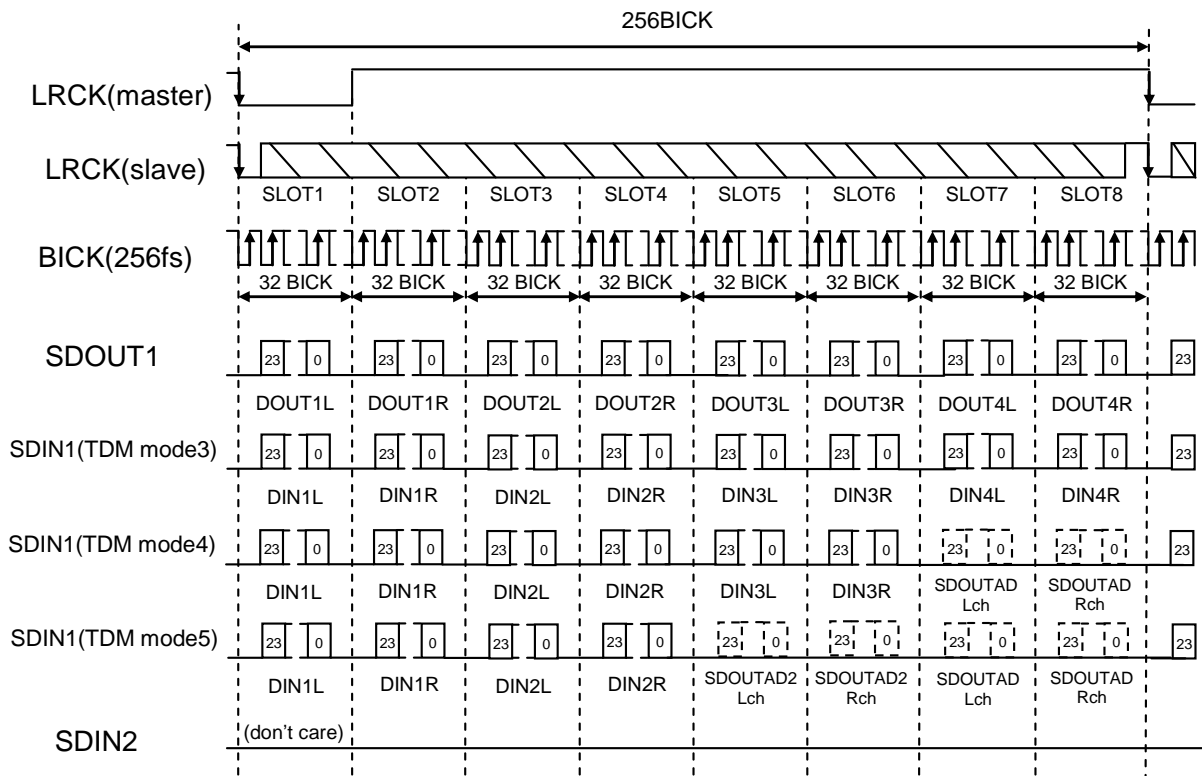 256BICK
LRCK(master)
LRCK(slave)
SLOT1 SLOT2 SLOT3 SLOT4 SLOT5 SLOT6 SLOT7 SLOT8
BICK(256fs)
32 BICK 32 BICK 32 BICK 32 BICK 32 BICK 32 BICK 32 BICK 32 BICK
SDOUT1
23 0 23 0 23 0 23 0 23 0 23 0 23 0 23 0 23
DOUT1L DOUT1R DOUT2L DOUT2R DOUT3L DOUT3R DOUT4L DOUT4R
SDIN1(TDM mode3)
23 0 23 0 23 0 23 0 23 0 23 0 23 0 23 0 23
DIN1L DIN1R DIN2L DIN2R DIN3L DIN3R DIN4L DIN4R
SDIN1(TDM mode4)
23 0 23 0 23 0 23 0 23 0 23 0 23 0 23 0 23
DIN1L DIN1R DIN2L DIN2R DIN3L DIN3R SDOUTAD SDOUTAD
Lch Rch
SDIN1(TDM mode5)
23 0 23 0 23 0 23 0 23 0 23 0 23 0 23 0 23
DIN1L DIN1R DIN2L DIN2R SDOUTAD2 SDOUTAD2 SDOUTAD SDOUTAD
Lch Rch Lch Rch
SDIN2
(don't care)